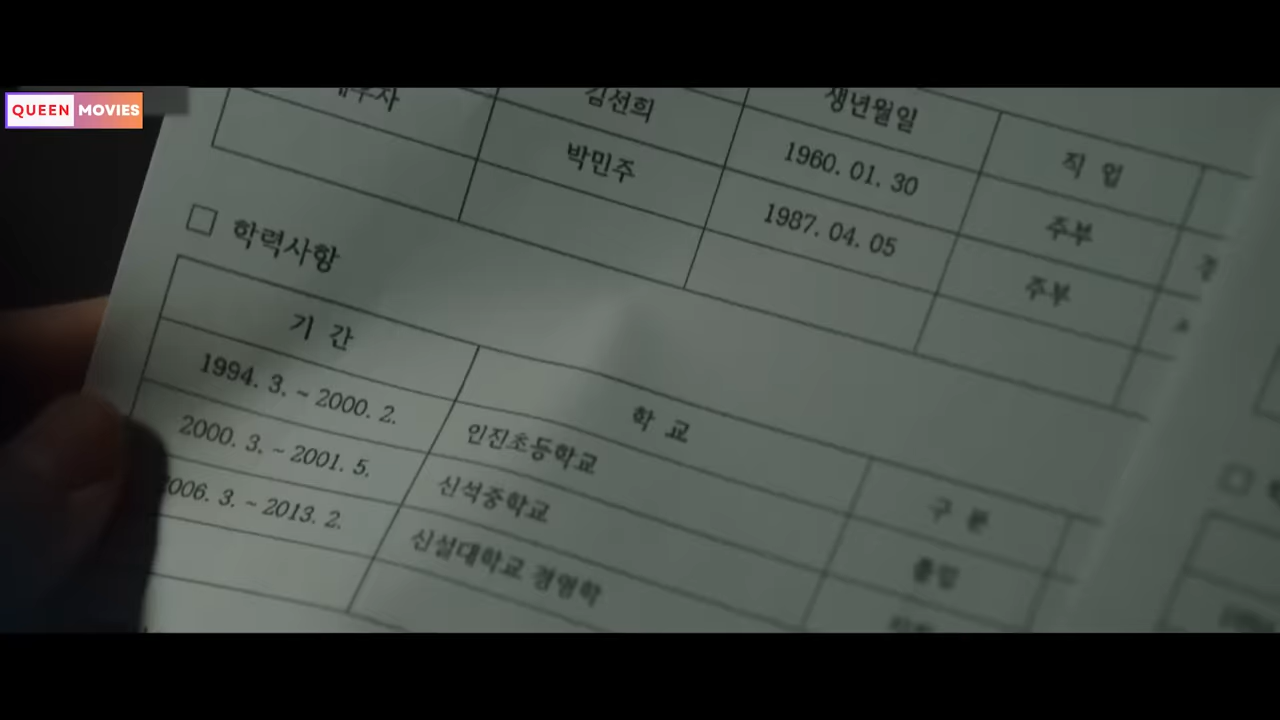 QUEEN MOVIES
김선희 생년월일 직 업
박민주 1960. 01. 30 주부
1987. 04. 05 주부
□ 학력사항
기 간 학 교 구 분
1994. 3. ~ 2000. 2. 인진초등학교 졸업
2000. 3. ~ 2001. 5. 신석중학교
006. 3. ~ 2013. 2. 신설대학교 경영학